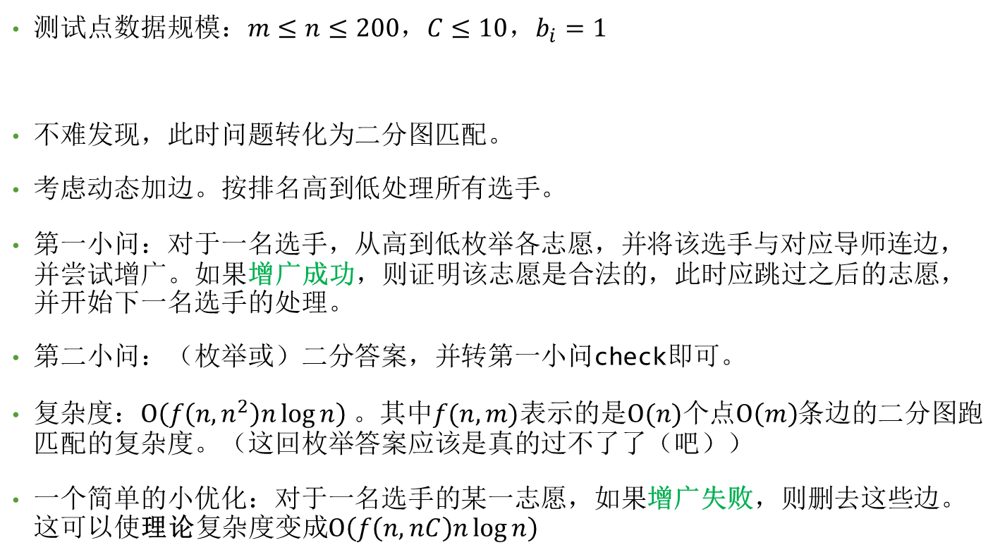 • 测试点数据规模：m ≤ n ≤ 200，C ≤ 10，bᵢ = 1
• 不难发现，此时问题转化为二分图匹配。
• 考虑动态加边。按排名高到低处理所有选手。
• 第一小问：对于一名选手，从高到低枚举各志愿，并将该选手与对应导师连边，
并尝试增广。如果增广成功，则证明该志愿是合法的，此时应跳过之后的志愿，
并开始下一名选手的处理。
• 第二小问：（枚举或）二分答案，并转第一小问check即可。
• 复杂度：O(f(n, n²)n log n) 。其中f(n, m)表示的是O(n)个点O(m)条边的二分图跑
匹配的复杂度。（这回枚举答案应该是真的过不了了（吧））
• 一个简单的小优化：对于一名选手的某一志愿，如果增广失败，则删去这些边。
这可以使理论复杂度变成O(f(n, nC)n log n)